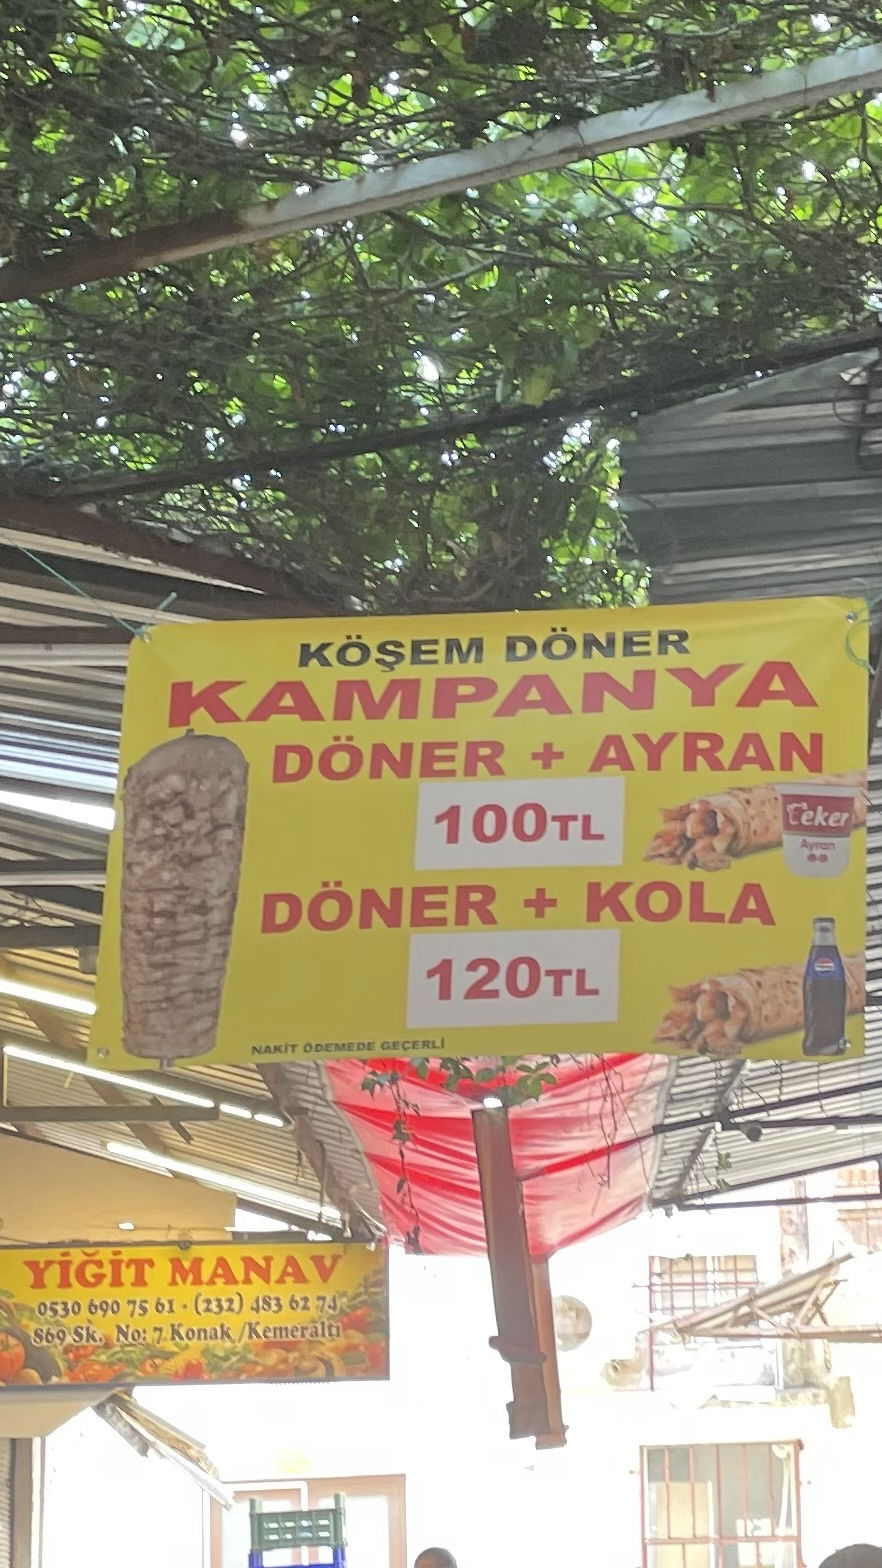 KÖŞEM DÖNER
KAMPANYA
DÖNER + AYRAN
100TL
Teker
Ayran
DÖNER + KOLA
120TL
NAKİT ÖDEMEDE GEÇERLİ
YİĞİT MANAV
0530 690 75 61 - (232) 483 62 74
869 Sk. No: 7 Konak /Kemeraltı